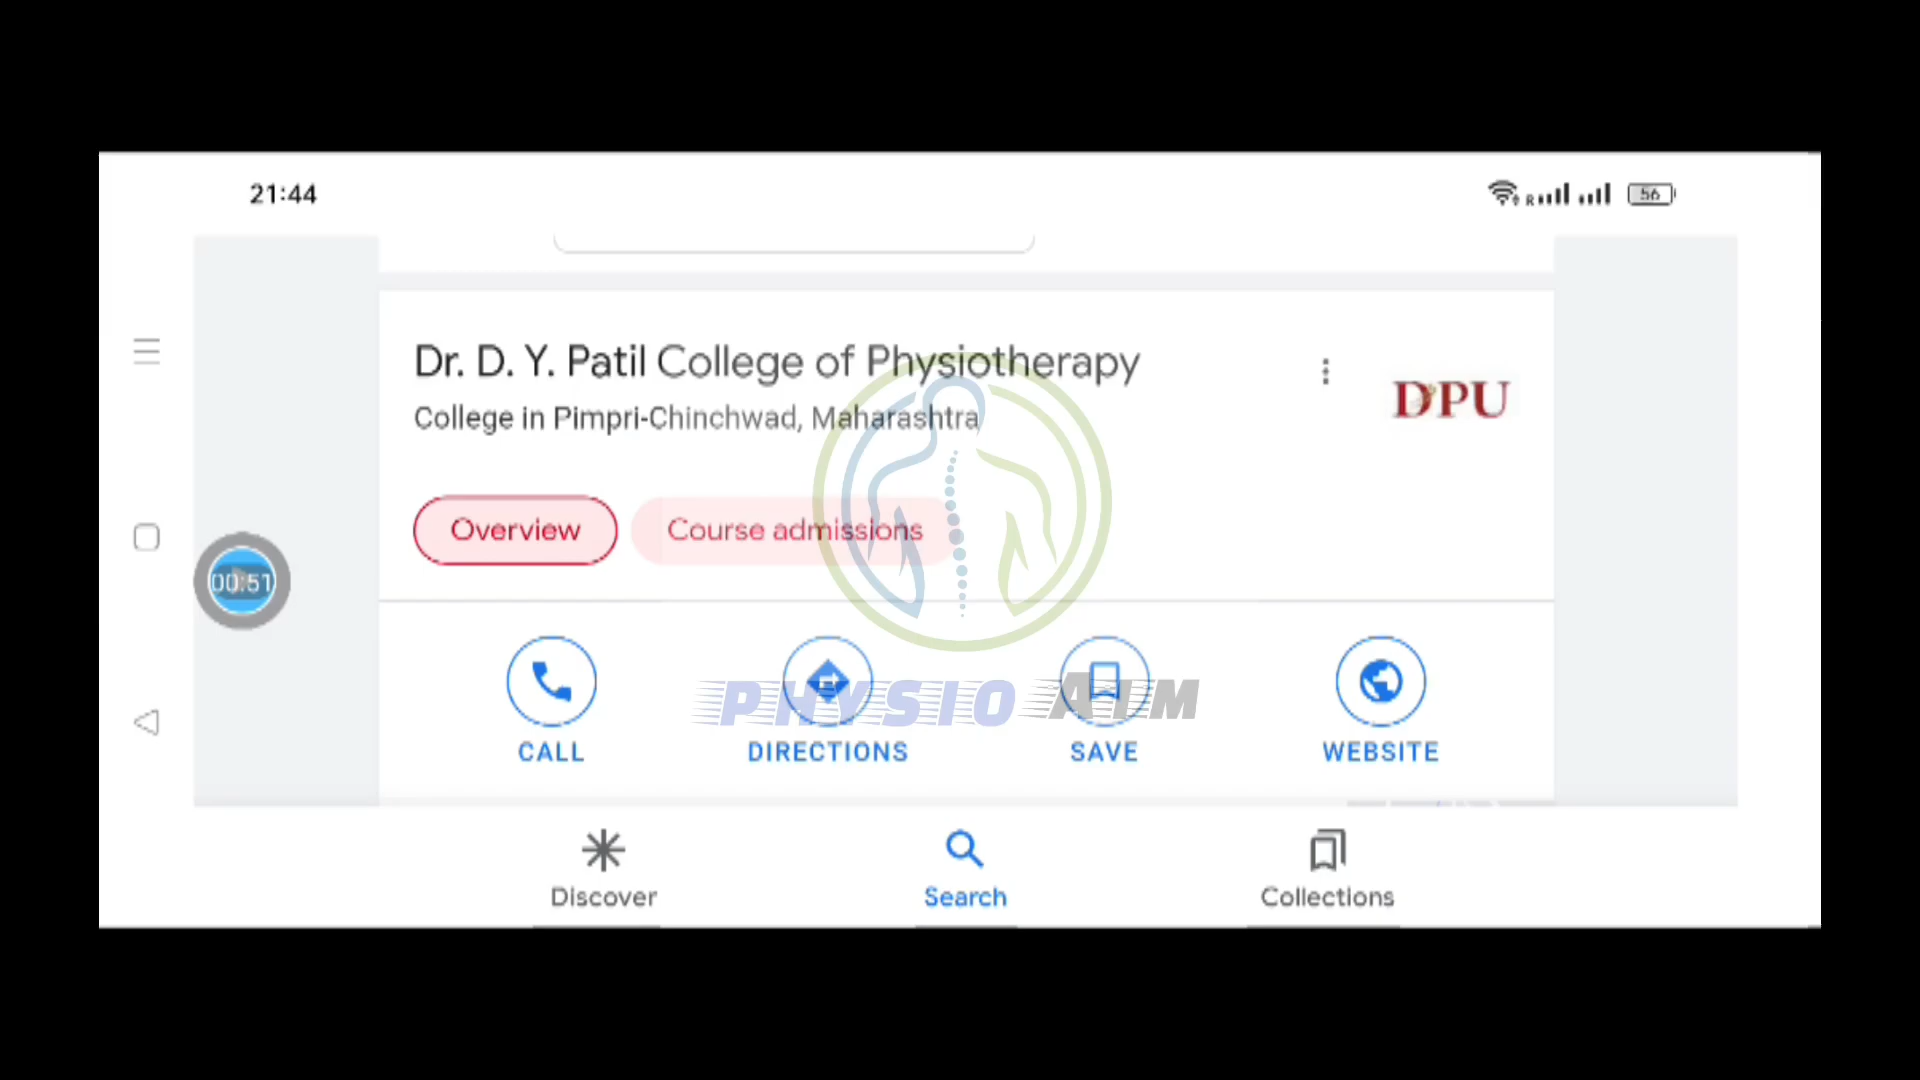 21:44
R
56
Dr. D. Y. Patil College of Physiotherapy
College in Pimpri-Chinchwad, Maharashtra
DPU
Overview
Course admissions
00:51
PHYSIO AIM
CALL
DIRECTIONS
SAVE
WEBSITE
Discover
Search
Collections